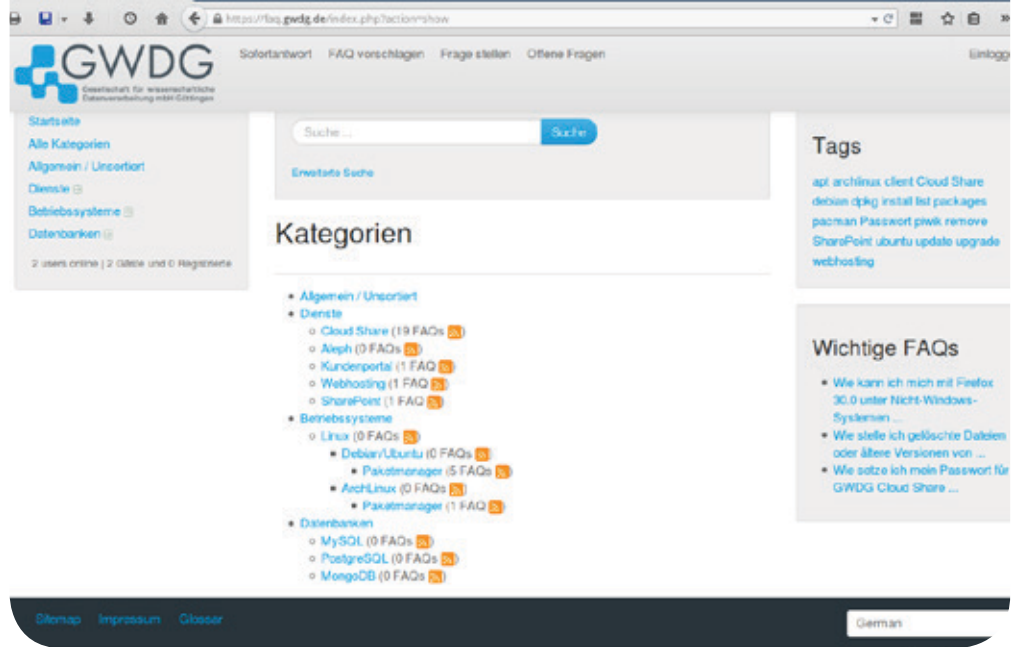 https://faq.gwdg.de/index.php?action=show
GWDG
Gesellschaft für wissenschaftliche
Datenverarbeitung mbH Göttingen
Sofortantwort FAQ vorschlagen Frage stellen Offene Fragen
Einlogg
Startseite
Alle Kategorien
Allgemein / Unsortiert
Dienste
Betriebssysteme
Datenbanken
2 users online | 2 Gäste und 0 Registrierte
Suche ...
Suche
Erweiterte Suche
Kategorien
Allgemein / Unsortiert
Dienste
Cloud Share (19 FAQs )
Aleph (0 FAQs )
Kundenportal (1 FAQ )
Webhosting (1 FAQ )
SharePoint (1 FAQ )
Betriebssysteme
Linux (0 FAQs )
Debian/Ubuntu (0 FAQs )
Paketmanager (5 FAQs )
ArchLinux (0 FAQs )
Paketmanager (1 FAQ )
Datenbanken
MySQL (0 FAQs )
PostgreSQL (0 FAQs )
MongoDB (0 FAQs )
Tags
apt archlinux client Cloud Share
debian dpkg install list packages
pacman Passwort piwik remove
SharePoint ubuntu update upgrade
webhosting
Wichtige FAQs
Wie kann ich mich mit Firefox
30.0 unter Nicht-Windows-
Systemen ...
Wie stelle ich gelöschte Dateien
oder ältere Versionen von ...
Wie setze ich mein Passwort für
GWDG Cloud Share ...
Sitemap Impressum Glossar
German